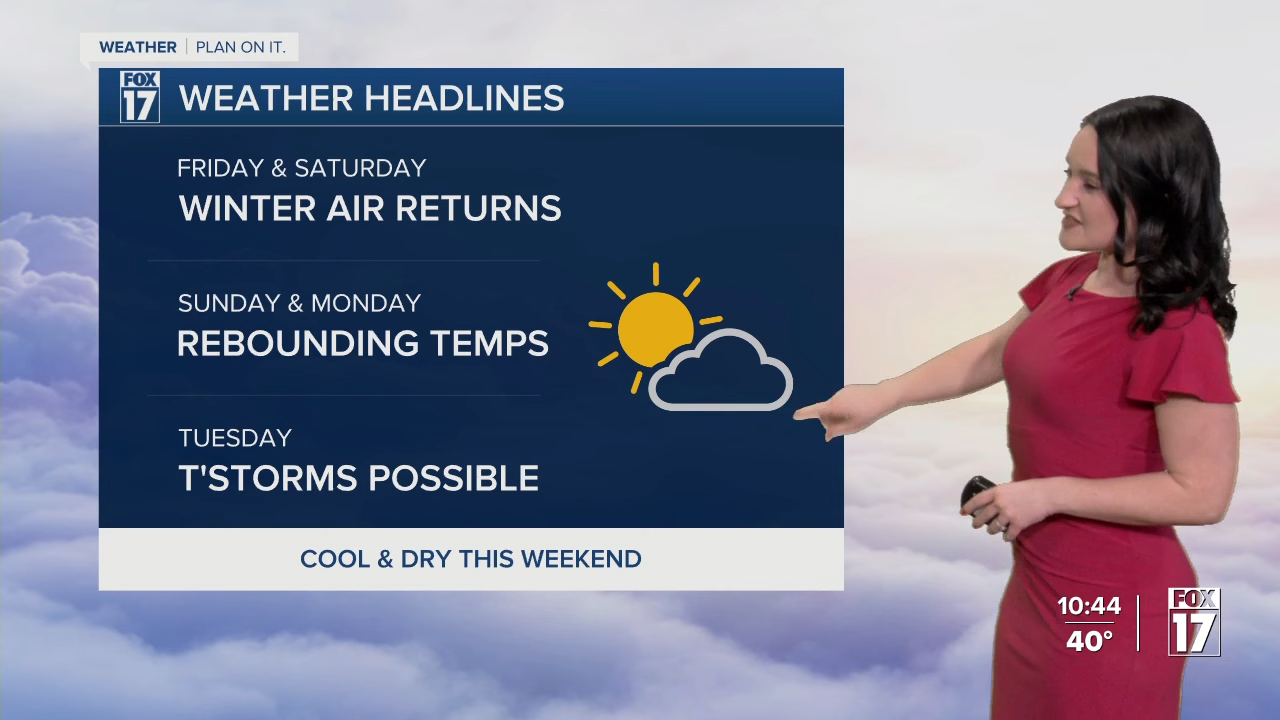 WEATHER | PLAN ON IT.
FOX 17 WEATHER HEADLINES
FRIDAY & SATURDAY
WINTER AIR RETURNS
SUNDAY & MONDAY
REBOUNDING TEMPS
TUESDAY
T'STORMS POSSIBLE
COOL & DRY THIS WEEKEND
10:44
40°
FOX
17